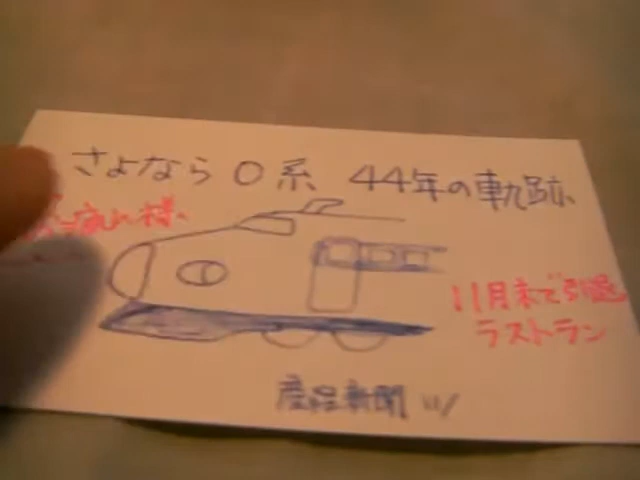 さよなら0系 44年の軌跡
様
11月末で引退
ラストラン
産経新聞